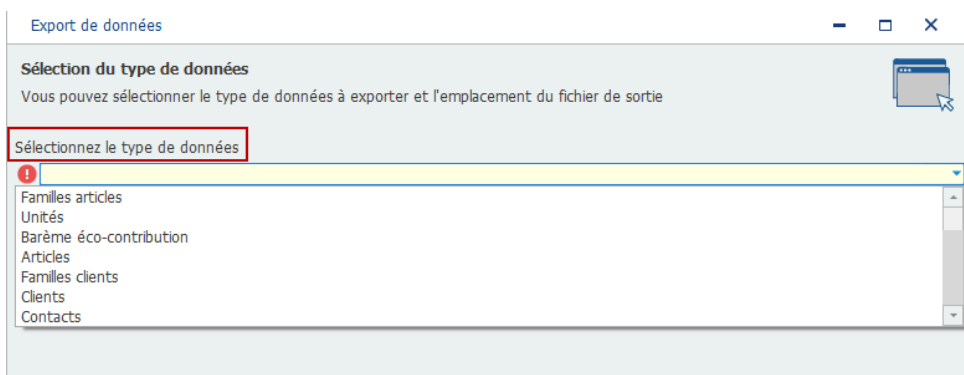 Export de données
Sélection du type de données
Vous pouvez sélectionner le type de données à exporter et l'emplacement du fichier de sortie
Sélectionnez le type de données
Familles articles
Unités
Barème éco-contribution
Articles
Familles clients
Clients
Contacts